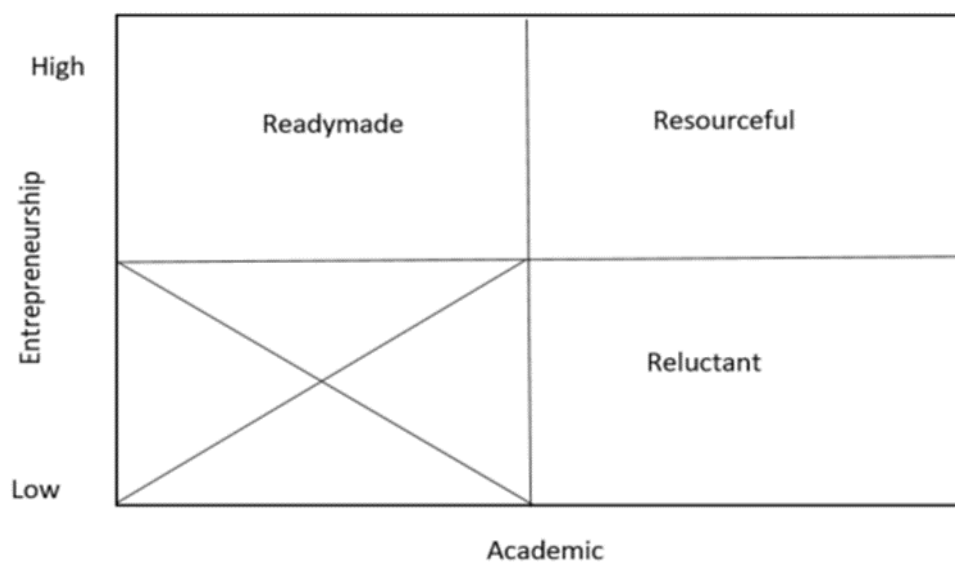 High
Readymade
Resourceful
Entrepreneurship
Reluctant
Low
Academic